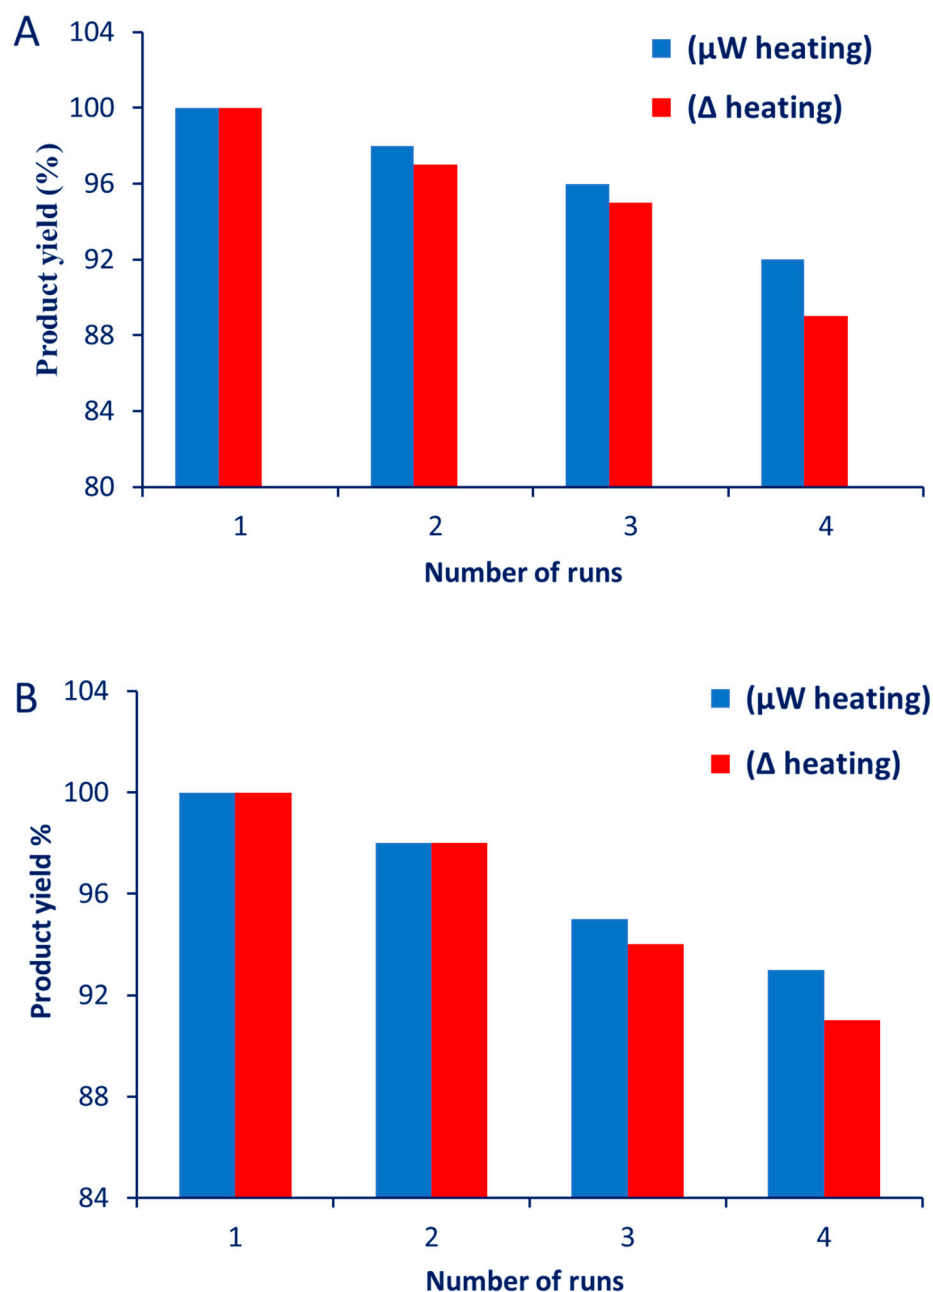 A
104
100
96
92
88
84
80
Product yield (%)
(µW heating)
(Δ heating)
1 2 3 4
Number of runs
B
104
100
96
92
88
84
Product yield %
(µW heating)
(Δ heating)
1 2 3 4
Number of runs